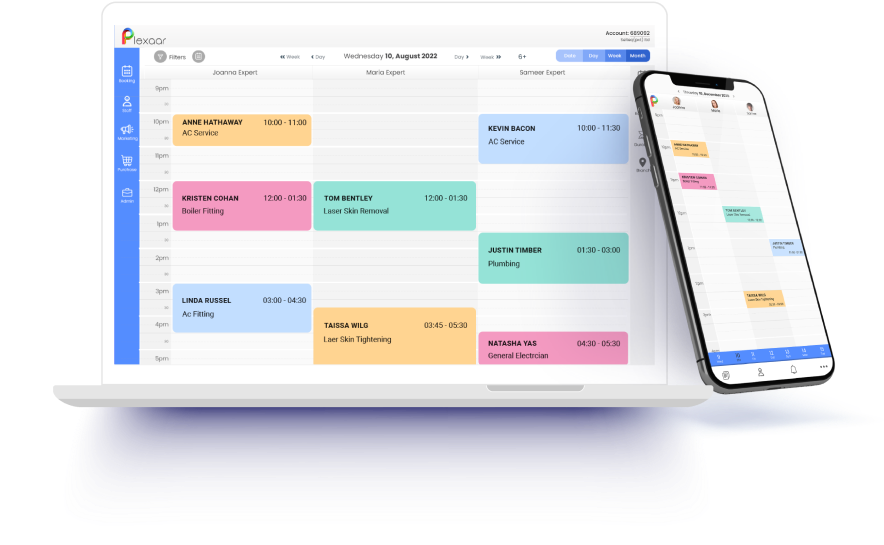 Plexaar
Account: 689092
Filters
Week
Day
Wednesday 10, August 2022
Day
Week
6+
Date
Day
Week
Month
Joanna Expert
Maria Expert
Sameer Expert
Booking
Staff
Marketing
Purchase
Admin
9pm
10pm
ANNE HATHAWAY 10:00 - 11:00
AC Service
KEVIN BACON 10:00 - 11:30
AC Service
11pm
12pm
KRISTEN COHAN 12:00 - 01:30
Boiler Fitting
TOM BENTLEY 12:00 - 01:30
Laser Skin Removal
1pm
JUSTIN TIMBER 01:30 - 03:00
Plumbing
2pm
3pm
LINDA RUSSEL 03:00 - 04:30
Ac Fitting
TAISSA WILG 03:45 - 05:30
Laer Skin Tightening
4pm
NATASHA YAS 04:30 - 05:30
General Electrcian
5pm
ANNE HATHAWAY
AC Service
KRISTEN COHAN
Boiler Fitting
TOM BENTLEY
Laser Skin Removal
JUSTIN TIMBER
Plumbing
TAISSA WILG
Laer Skin Tightening